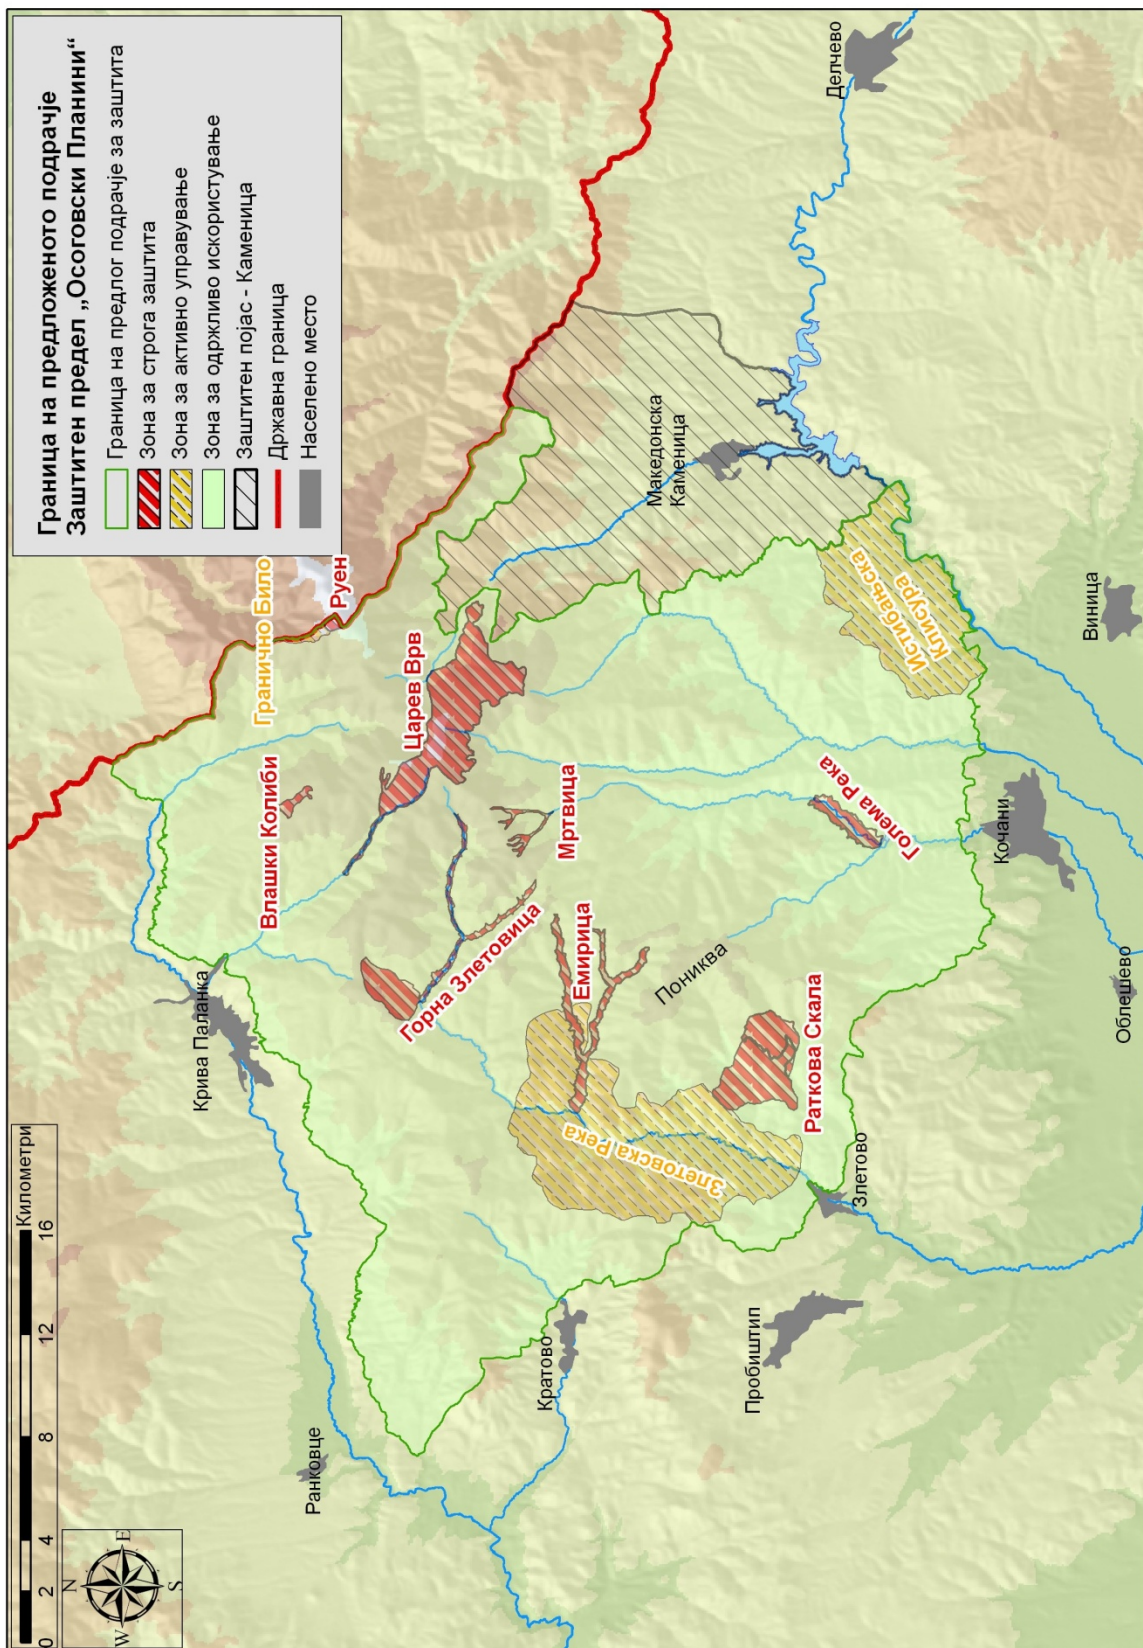 Граница на предложеното подрачје
Заштитен предел „Осоговски Планини“
Граница на предлог подрачје за заштита
Зона за строга заштита
Зона за активно управување
Зона за одржливо искористување
Заштитен појас - Каменица
Државна граница
Населено место
0 2 4 8 12 16
Километри
N
W E
S
Ранковце
Крива Паланка
Влашки Колиби
Гранично Било
Руен
Царев Врв
Горна Злетовица
Мртвица
Емирица
Кратово
Злетовска Река
Пониква
Македонска
Каменица
Делчево
Пробиштип
Злетово
Раткова Скала
Голема Река
Истибањска
Клисура
Кочани
Виница
Облешево